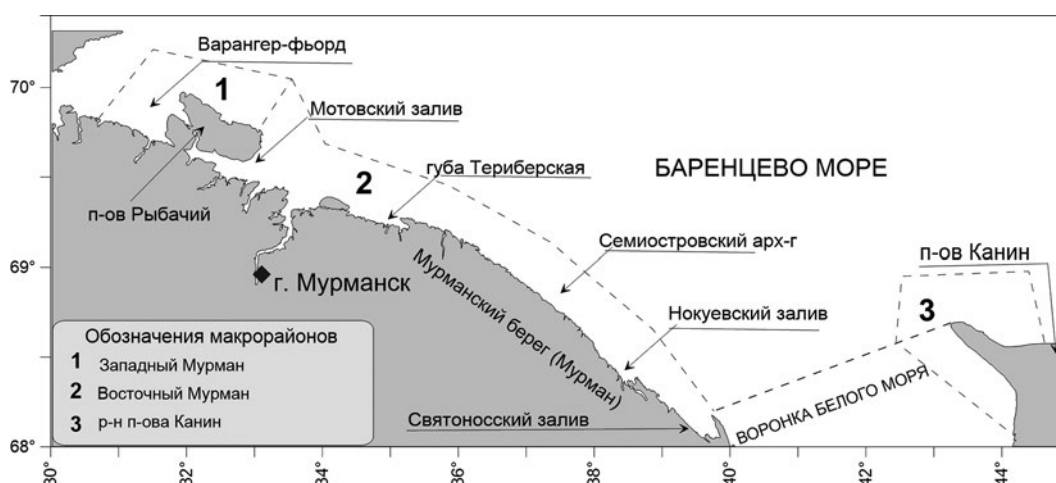 Варангер-фьорд
70°
1
Мотовский залив
губа Териберская
БАРЕНЦЕВО МОРЕ
2
п-ов Рыбачий
Семиостровский арх-г
п-ов Канин
69°
г. Мурманск
Мурманский берег (Мурман)
3
Нокуевский залив
Обозначения макрорайонов
1 Западный Мурман
2 Восточный Мурман
3 р-н п-ова Канин
Святоносский залив
ВОРОНКА БЕЛОГО МОРЯ
68°
30° 32° 34° 36° 38° 40° 42° 44°